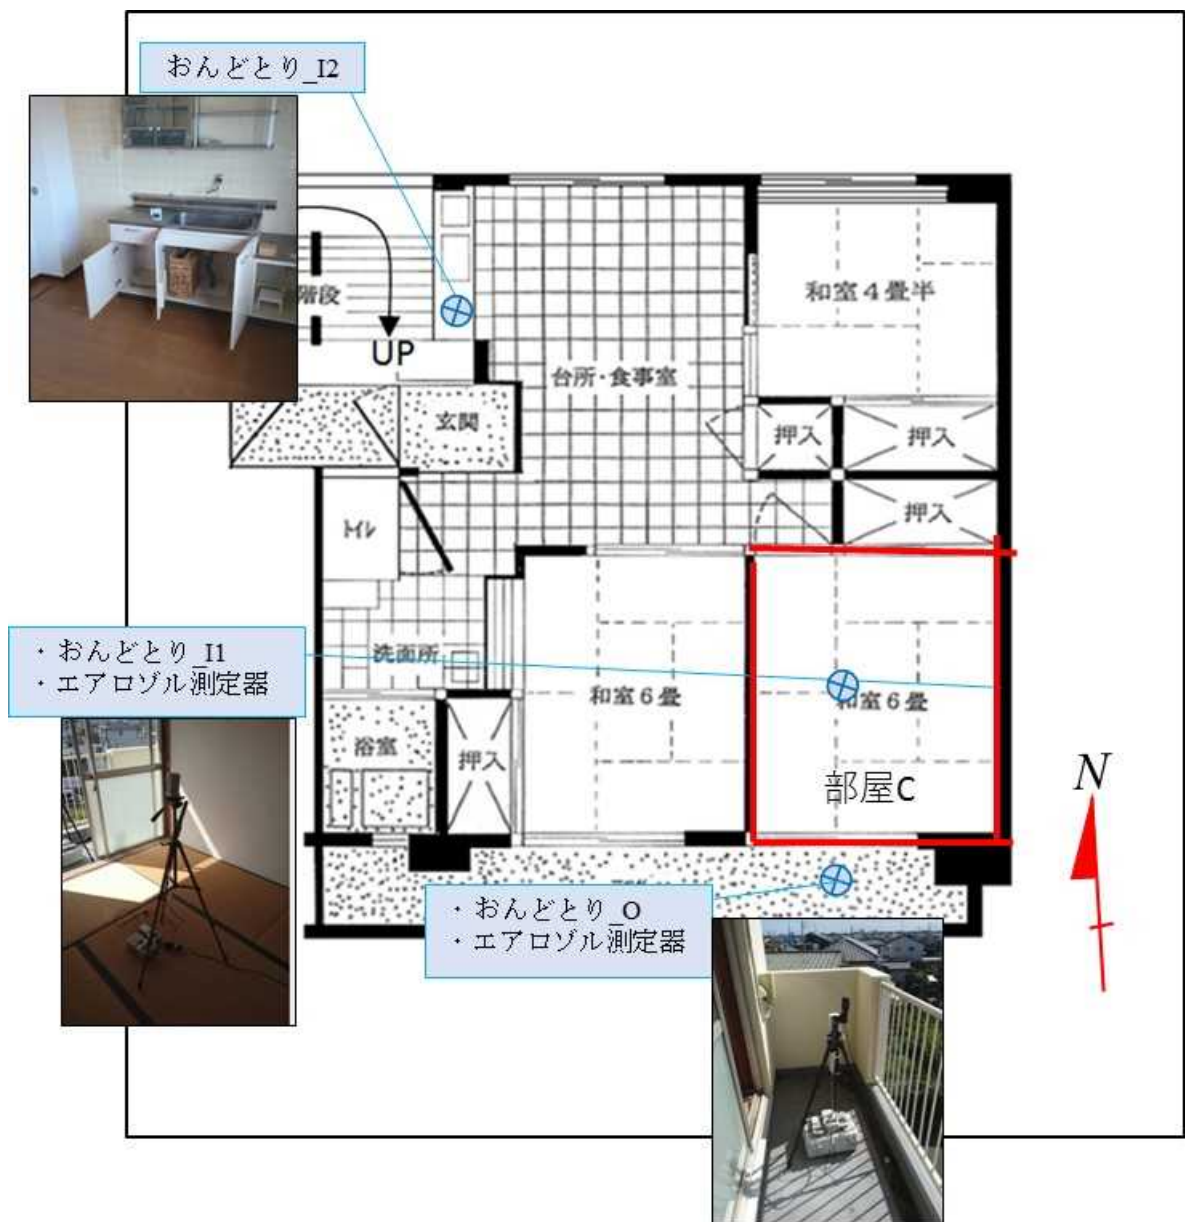 おんどとり_I2
和室４畳半
階段
UP
台所・食事室
玄関
押入
押入
押入
トイレ
・おんどとり_I1
・エアロゾル測定器
洗面所
和室６畳
和室６畳
浴室
押入
部屋C
N
・おんどとり_O
・エアロゾル測定器